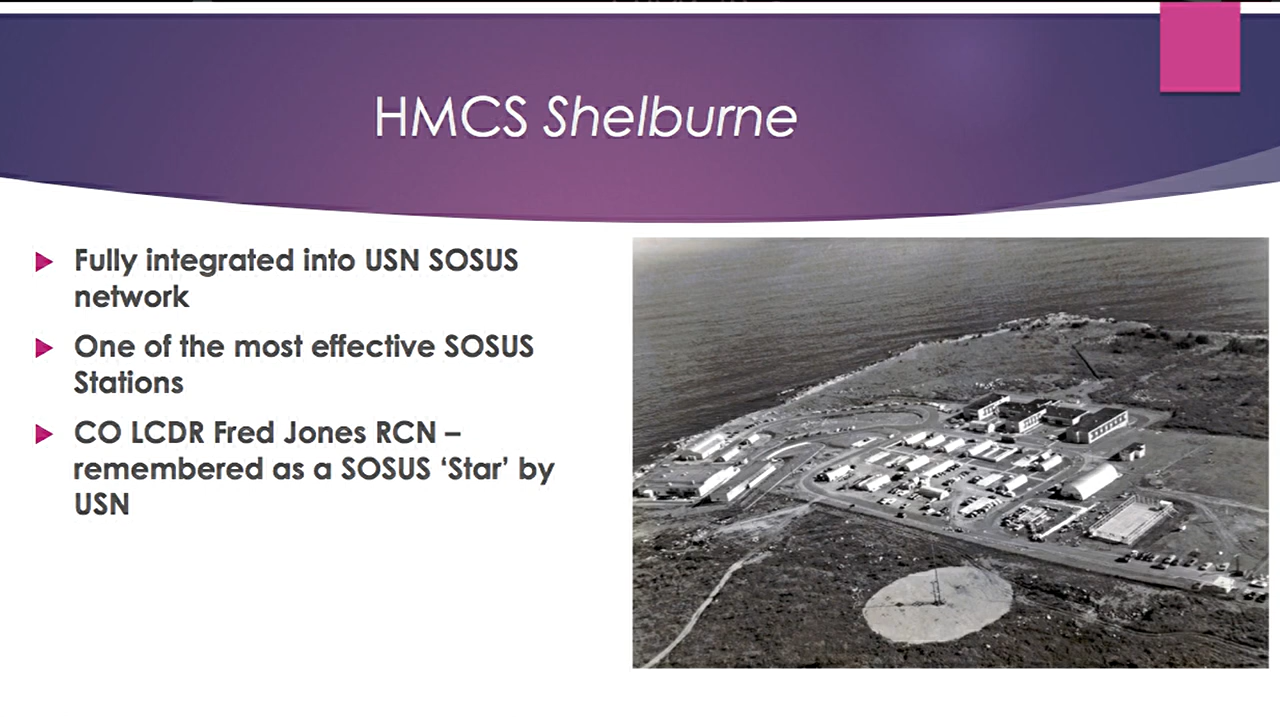 HMCS Shelburne
Fully integrated into USN SOSUS
network
One of the most effective SOSUS
Stations
CO LCDR Fred Jones RCN –
remembered as a SOSUS ‘Star’ by
USN